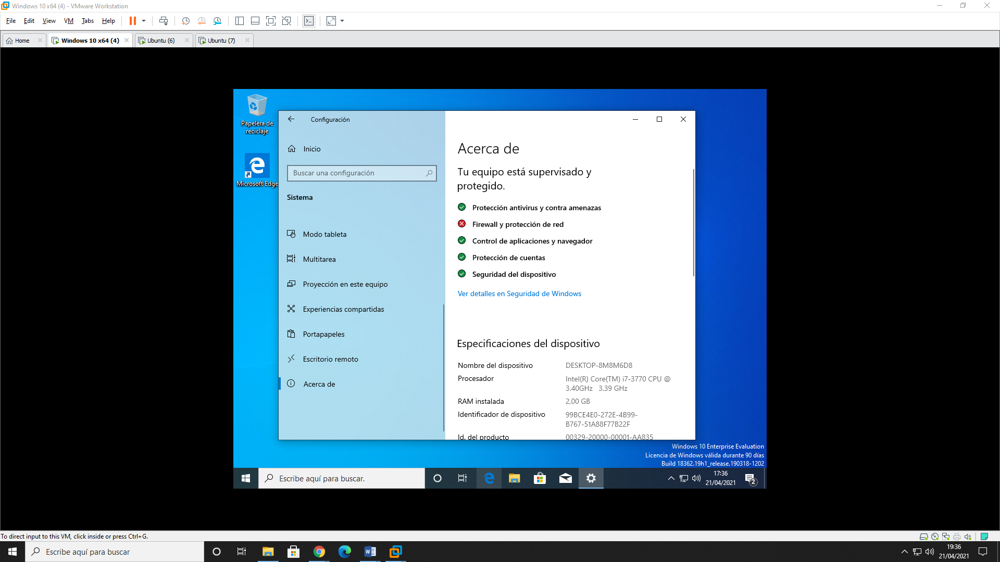 Windows 10 x64 (4) - VMware Workstation
File Edit View VM Tabs Help
Home Windows 10 x64 (4) Ubuntu (6) Ubuntu (7)
Papelera de
reciclaje
Microsoft Edge
Configuración
Inicio
Buscar una configuración
Sistema
Modo tableta
Multitarea
Proyección en este equipo
Experiencias compartidas
Portapapeles
Escritorio remoto
Acerca de
Acerca de
Tu equipo está supervisado y
protegido.
Protección antivirus y contra amenazas
Firewall y protección de red
Control de aplicaciones y navegador
Protección de cuentas
Seguridad del dispositivo
Ver detalles en Seguridad de Windows
Especificaciones del dispositivo
Nombre del dispositivo DESKTOP-8M8M6D8
Procesador Intel(R) Core(TM) i7-3770 CPU @
3.40GHz 3.39 GHz
RAM instalada 2,00 GB
Identificador de dispositivo 99BCE4E0-272E-4B99-
B767-51A88F77B22F
Id. del producto 00329-20000-00001-AA835
Windows 10 Enterprise Evaluation
Licencia de Windows válida durante 90 días
Build 18362.19h1_release.190318-1202
Escribe aquí para buscar.
17:36
21/04/2021
2
To direct input to this VM, click inside or press Ctrl+G.
Escribe aquí para buscar
19:36
21/04/2021